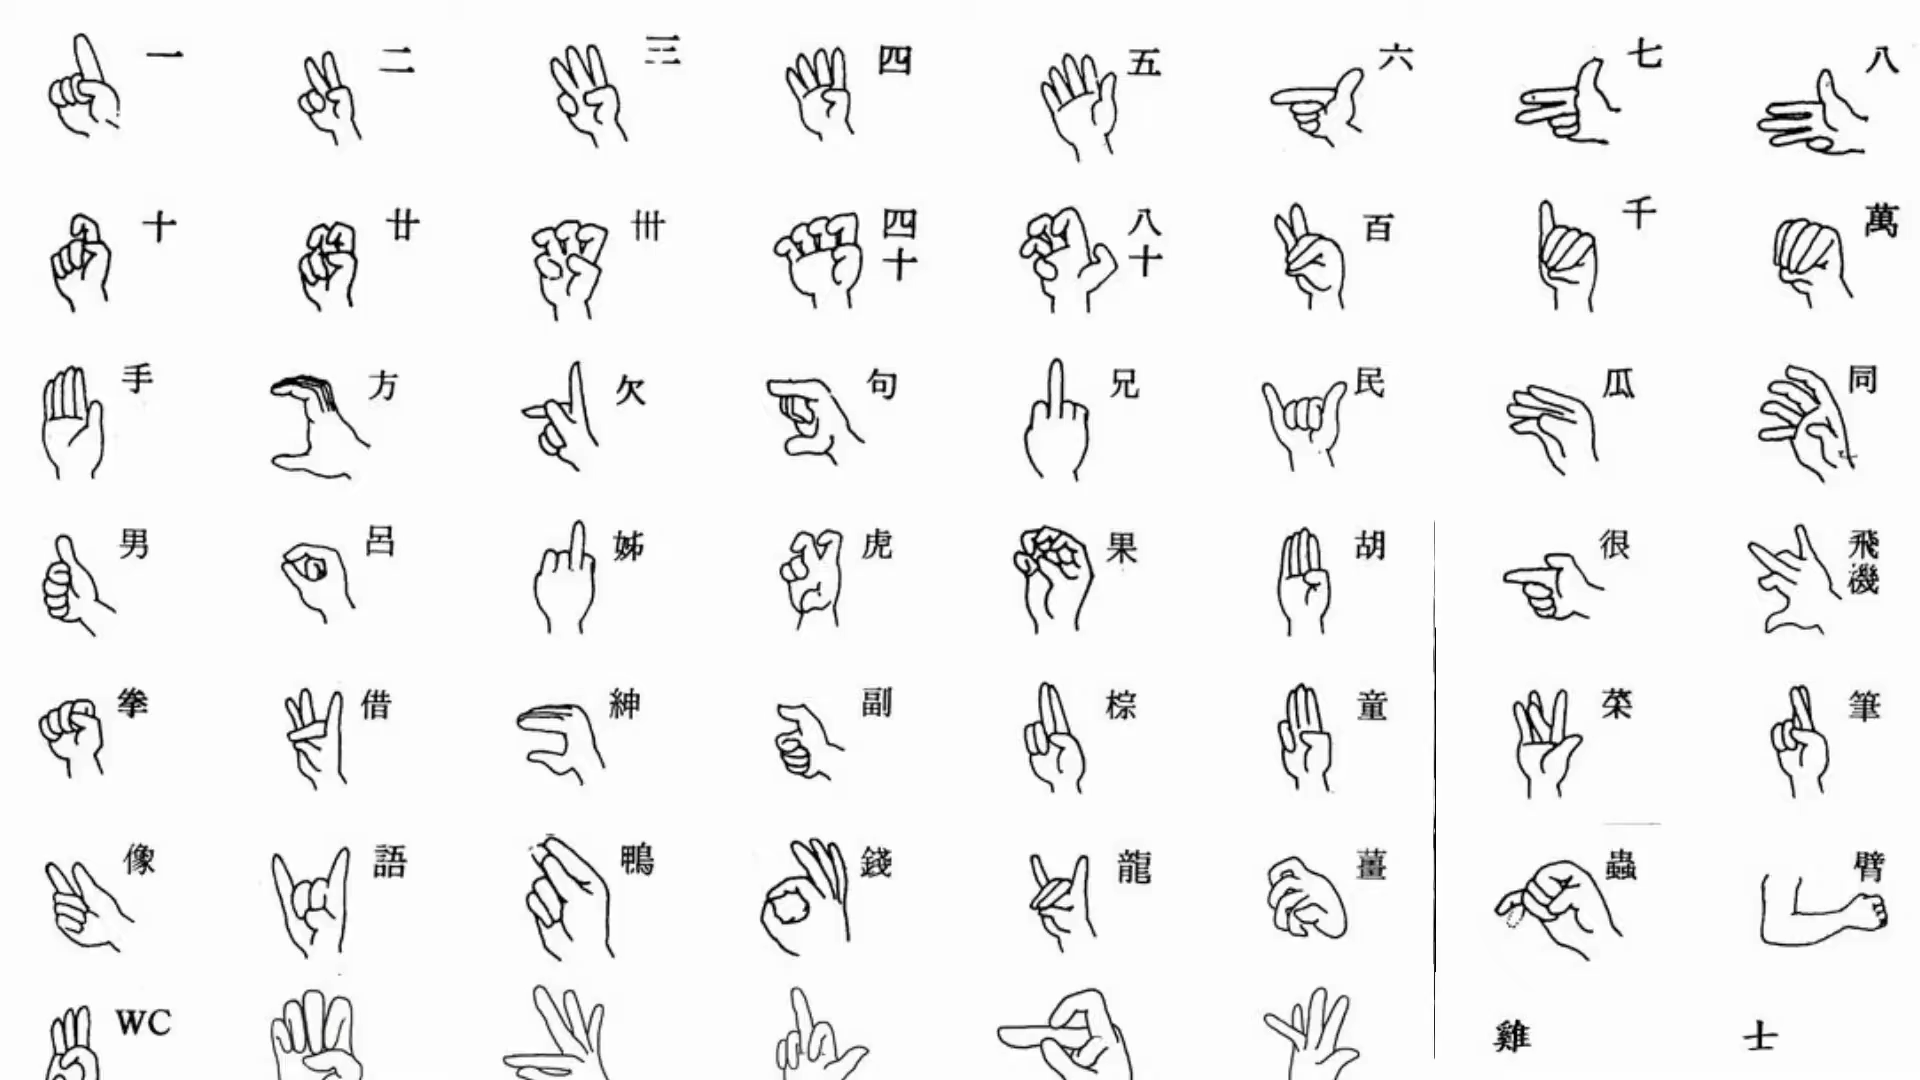 一 二 三 四 五 六 七 八
十 廿 卅 四十 八十 百 千 萬
手 方 欠 句 兄 民 瓜 同
男 呂 姊 虎 果 胡 很 飛機
拳 借 紳 副 棕 童 菜 筆
像 語 鴨 錢 龍 薑 蟲 臂
WC 雞 士